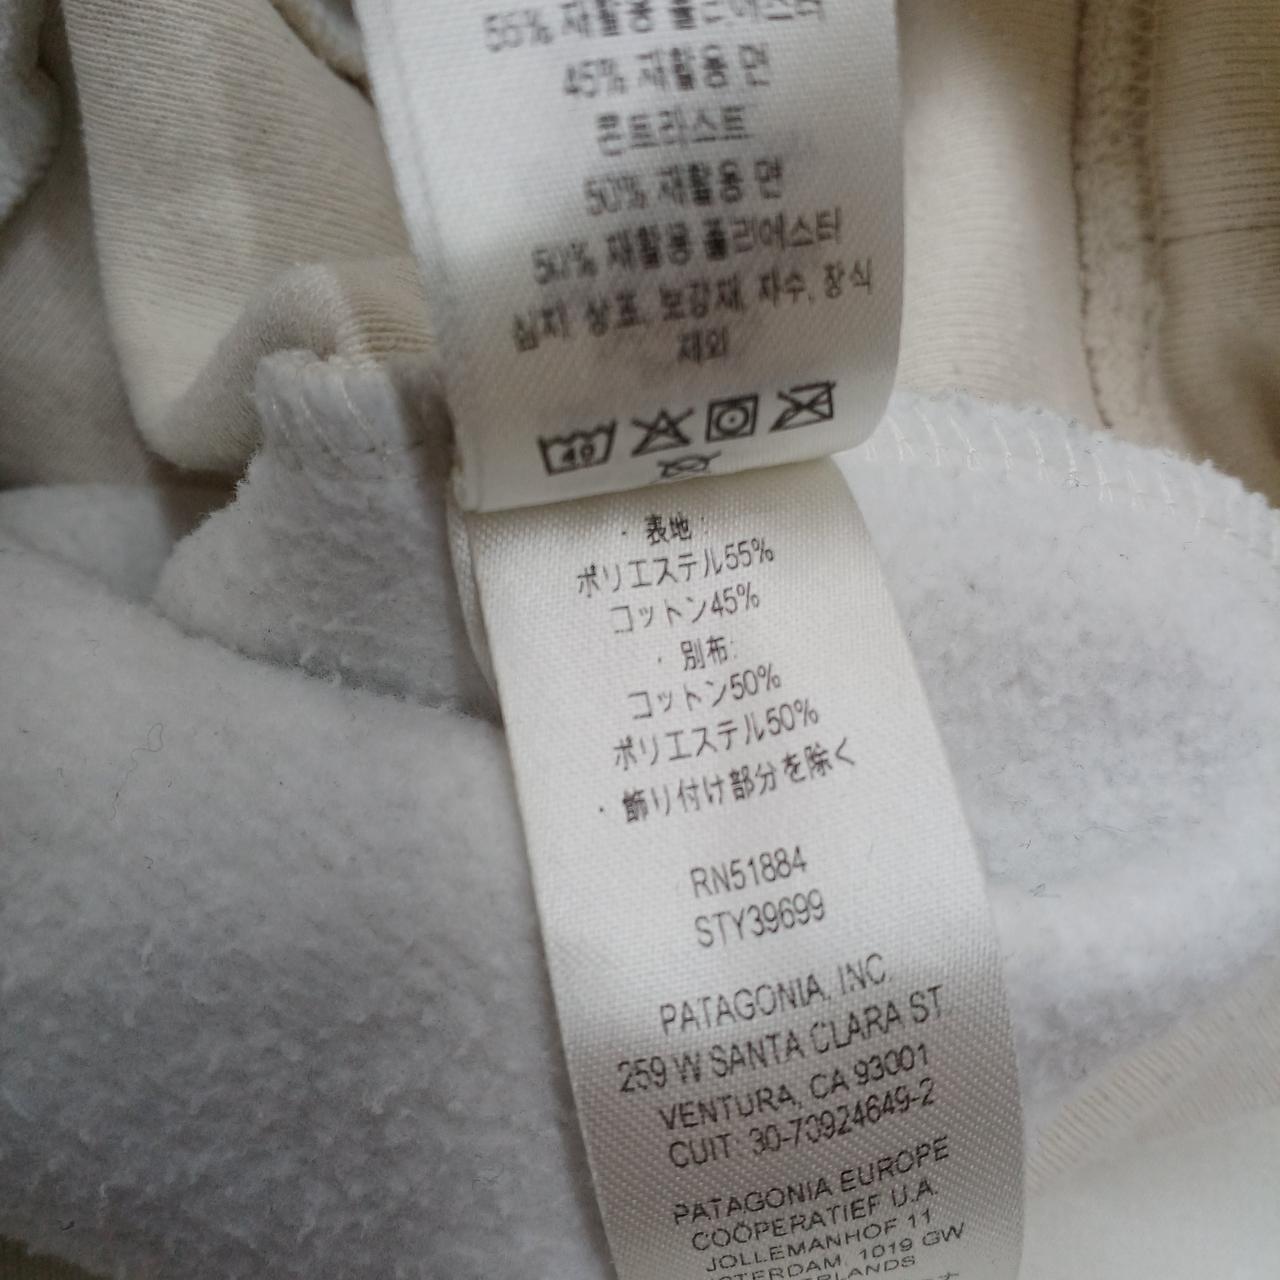 55% 재활용 폴리에스터
45% 재활용 면
콘트라스트
50% 재활용 면
50% 재활용 폴리에스터
심지, 상표, 보강재, 자수, 장식
제외
40
· 表地 :
ポリエステル55%
コットン45%
· 別布:
コットン50%
ポリエステル50%
· 飾り付け部分を除く
RN51884
STY39699
PATAGONIA, INC.
259 W SANTA CLARA ST
VENTURA, CA 93001
CUIT 30-70924649-2
PATAGONIA EUROPE
COÖPERATIEF U.A.
JOLLEMANHOF 11
STERDAM, 1019 GW
ERLANDS